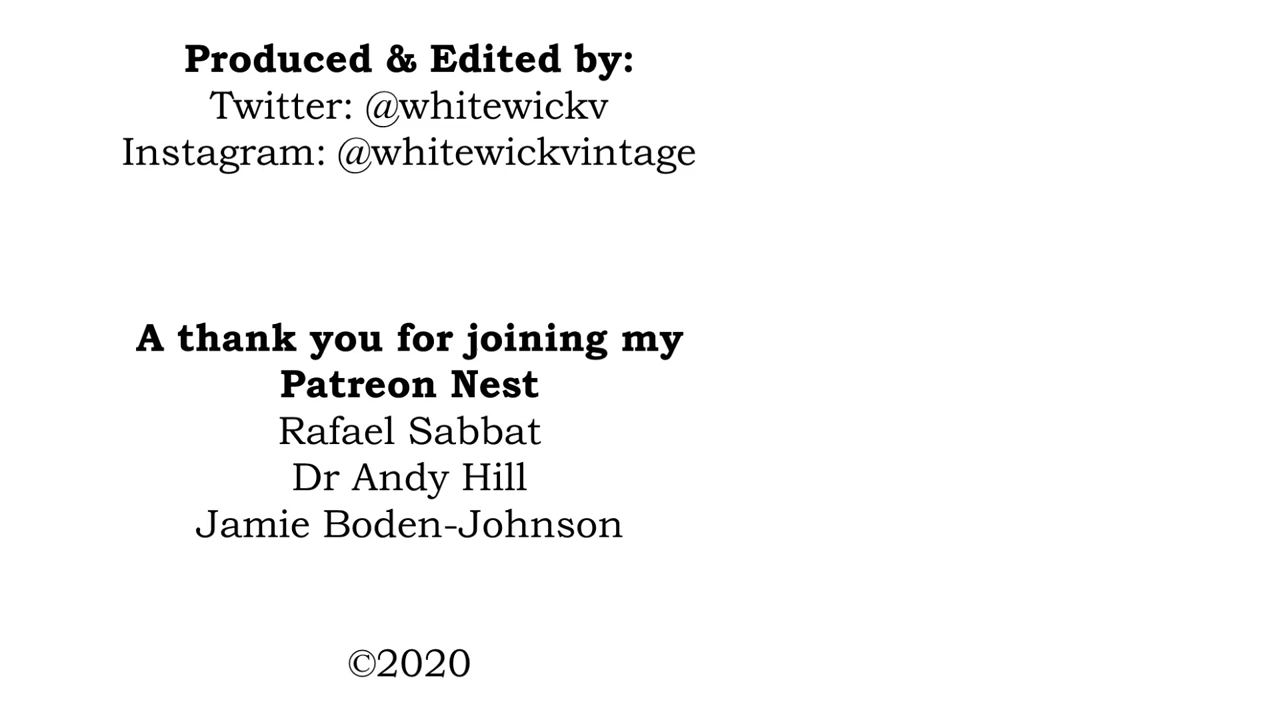 Produced & Edited by:
Twitter: @whitewickv
Instagram: @whitewickvintage
A thank you for joining my
Patreon Nest
Rafael Sabbat
Dr Andy Hill
Jamie Boden-Johnson
©2020